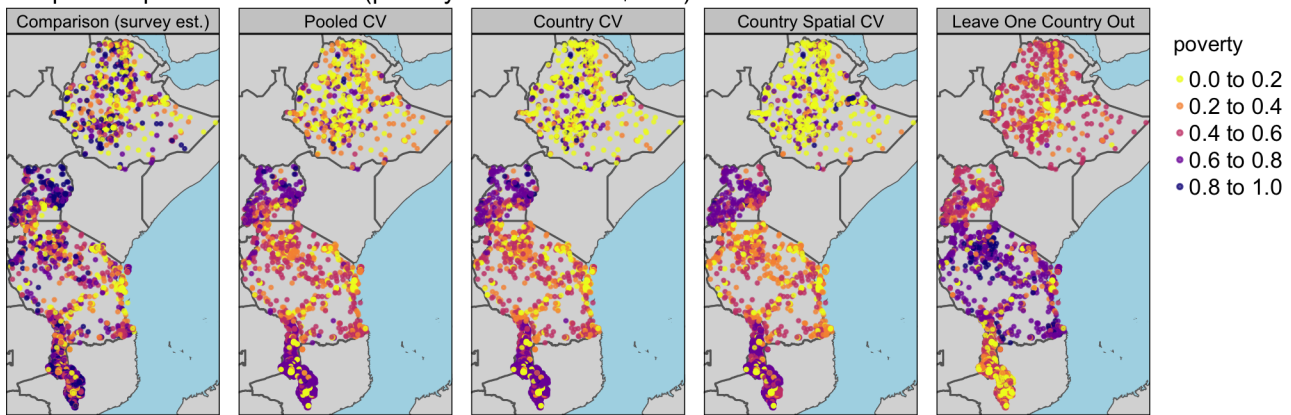 Comparison (survey est.)
Pooled CV
Country CV
Country Spatial CV
Leave One Country Out
poverty
0.0 to 0.2
0.2 to 0.4
0.4 to 0.6
0.6 to 0.8
0.8 to 1.0